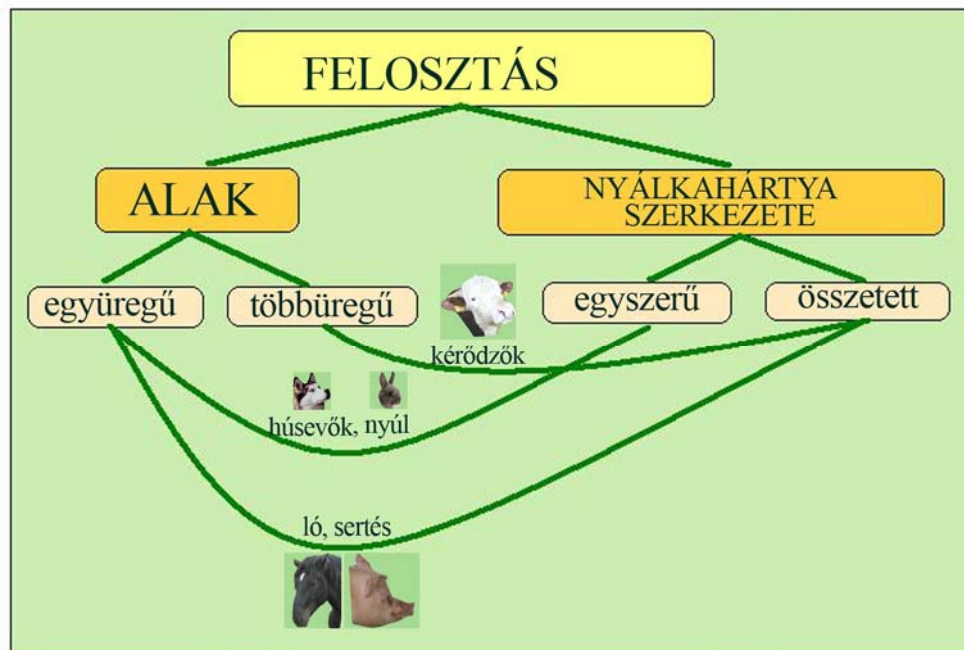 FELOSZTÁS
ALAK
NYÁLKAHÁRTYA
SZERKEZETE
együregű
többüregű
egyszerű
összetett
kérődzők
húsevők, nyúl
ló, sertés